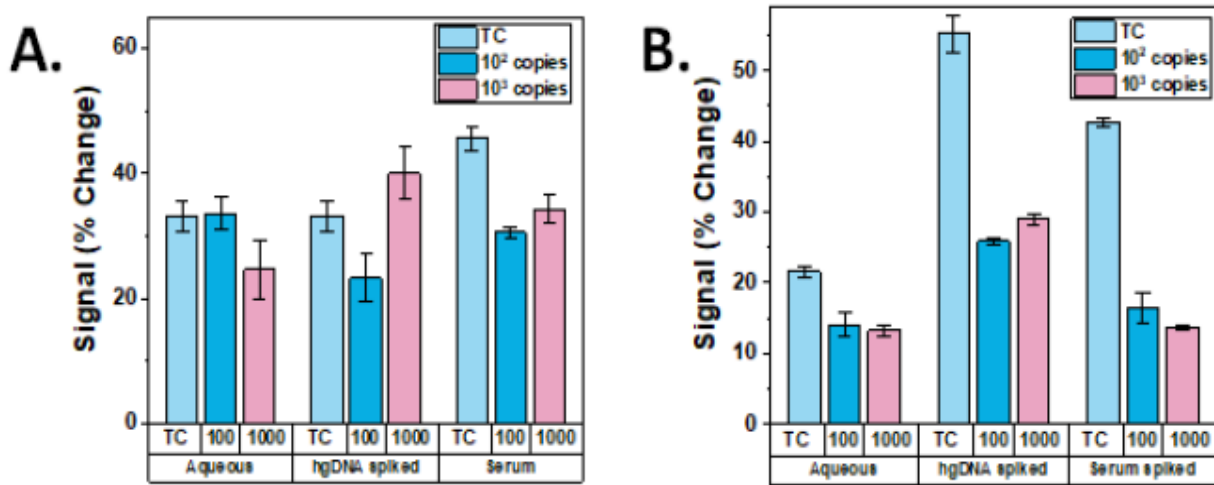 A.
Signal (% Change)
60
40
20
0
TC
10² copies
10³ copies
TC 100 1000 TC 100 1000 TC 100 1000
Aqueous hgDNA spiked Serum
B.
Signal (% Change)
50
40
30
20
10
0
TC
10² copies
10³ copies
TC 100 1000 TC 100 1000 TC 100 1000
Aqueous hgDNA spiked Serum spiked